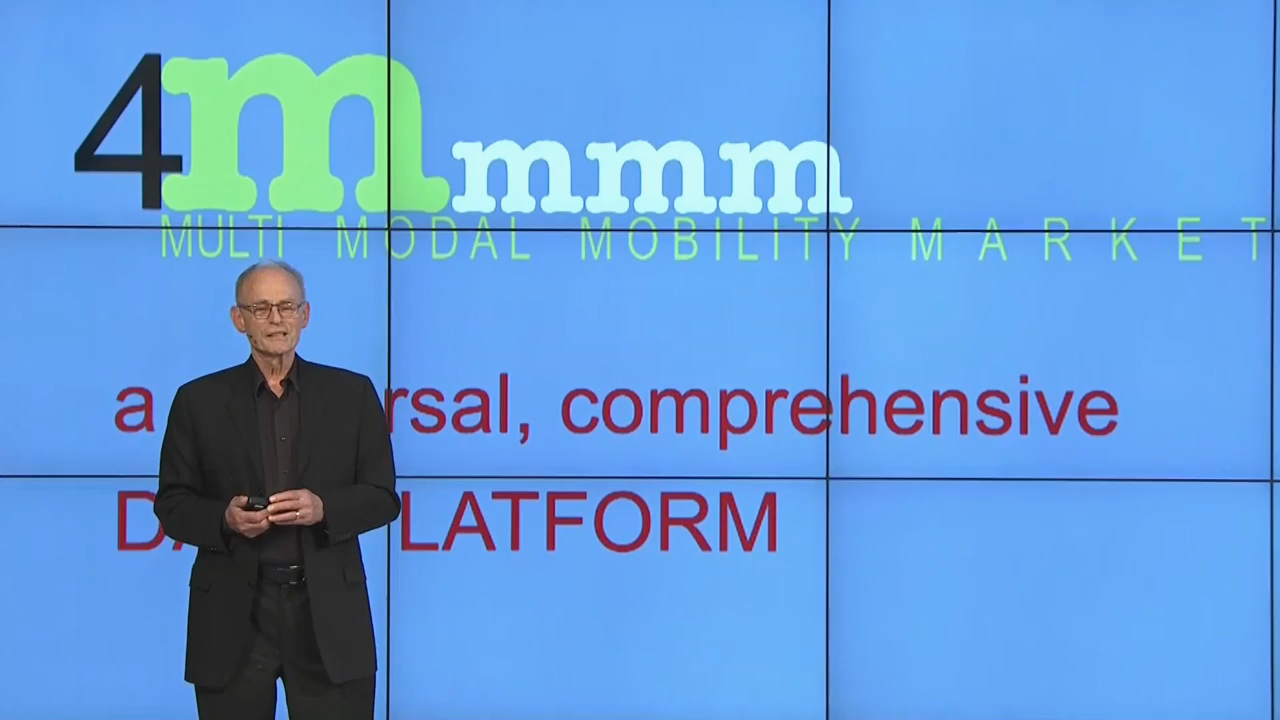 4mmmm
MULTI MODAL MOBILITY MARKET
a rsal, comprehensive
D LATFORM